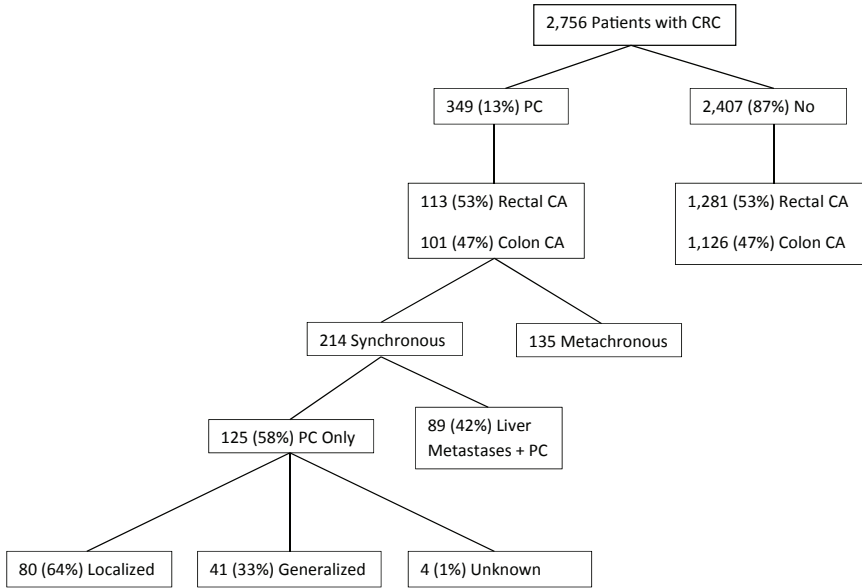 2,756 Patients with CRC
349 (13%) PC
2,407 (87%) No
113 (53%) Rectal CA
101 (47%) Colon CA
1,281 (53%) Rectal CA
1,126 (47%) Colon CA
214 Synchronous
135 Metachronous
125 (58%) PC Only
89 (42%) Liver
Metastases + PC
80 (64%) Localized
41 (33%) Generalized
4 (1%) Unknown